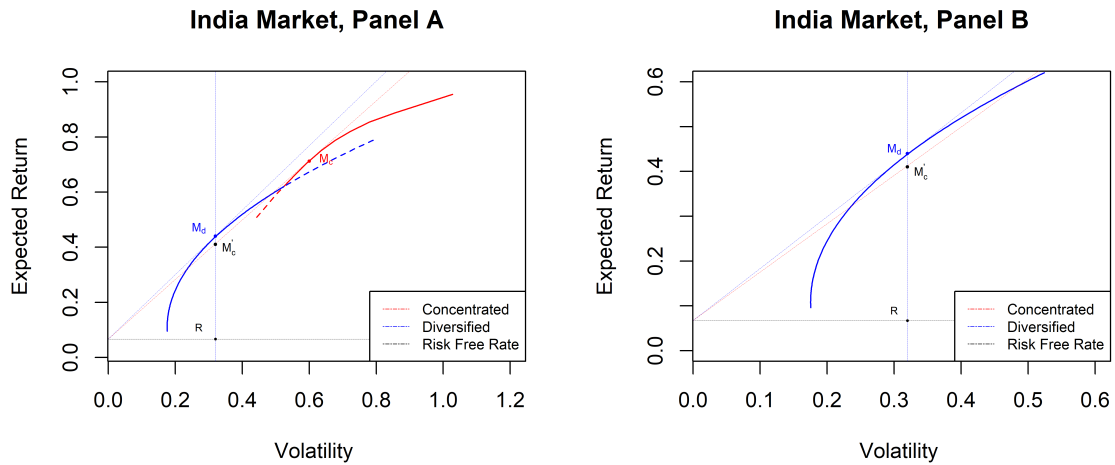 India Market, Panel A
Expected Return
1.0
0.8
0.6
0.4
0.2
0.0
M_c
M_d
M_c'
R
Concentrated
Diversified
Risk Free Rate
0.0 0.2 0.4 0.6 0.8 1.0 1.2
Volatility
India Market, Panel B
Expected Return
0.6
0.4
0.2
0.0
M_d
M_c'
R
Concentrated
Diversified
Risk Free Rate
0.0 0.1 0.2 0.3 0.4 0.5 0.6
Volatility